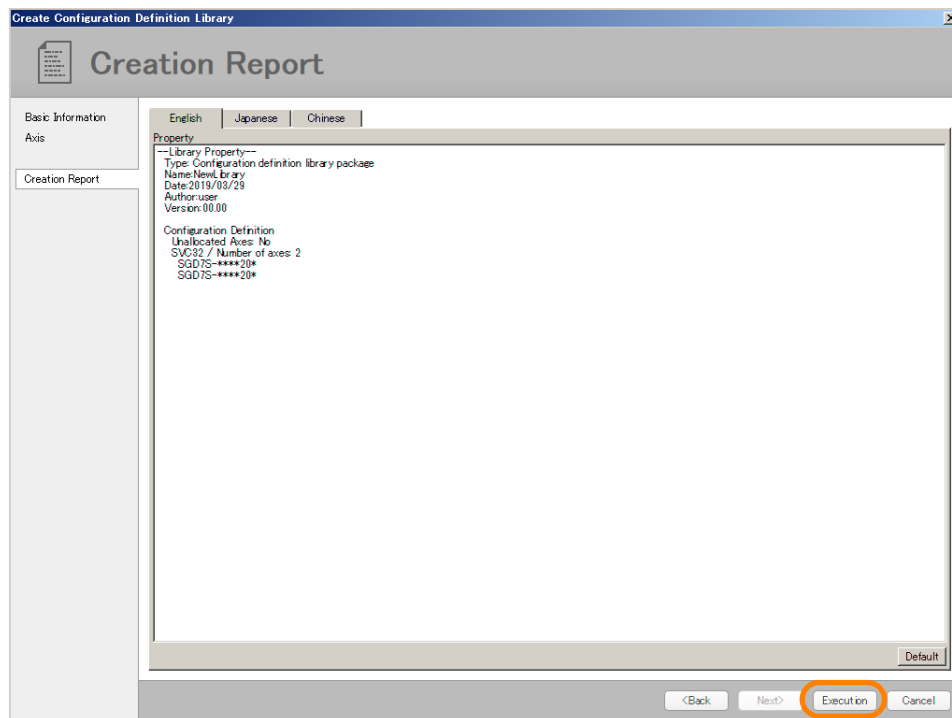 Create Configuration Definition Library
Creation Report
Basic Information
Axis
Creation Report
English Japanese Chinese
Property
--Library Property--
Type: Configuration definition library package
Name:NewLibrary
Date:2019/03/29
Author:user
Version:00.00
Configuration Definition
Unallocated Axes: No
SVC32 / Number of axes: 2
SGD7S-****20*
SGD7S-****20*
Default
<Back Next> Execution Cancel